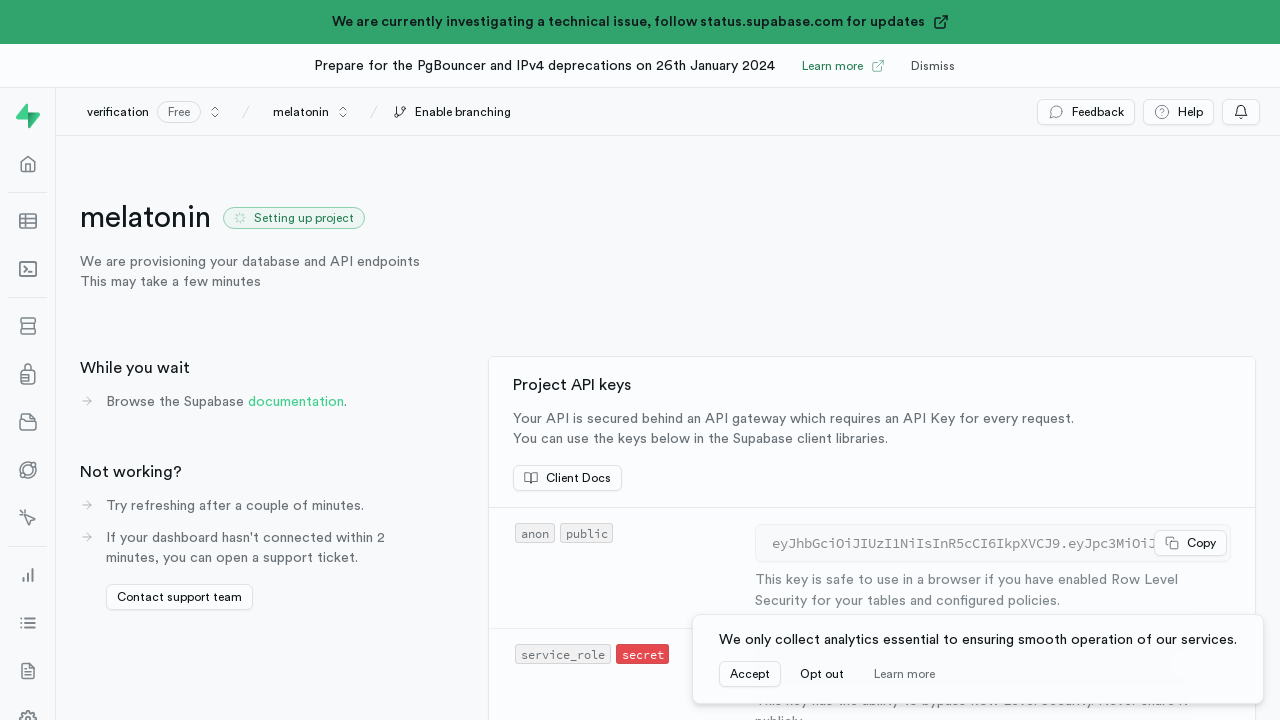 We are currently investigating a technical issue, follow status.supabase.com for updates
Prepare for the PgBouncer and IPv4 deprecations on 26th January 2024 Learn more Dismiss
verification Free / melatonin / Enable branching Feedback Help
melatonin Setting up project
We are provisioning your database and API endpoints
This may take a few minutes
While you wait
Browse the Supabase documentation.
Not working?
Try refreshing after a couple of minutes.
If your dashboard hasn't connected within 2
minutes, you can open a support ticket.
Contact support team
Project API keys
Your API is secured behind an API gateway which requires an API Key for every request.
You can use the keys below in the Supabase client libraries.
Client Docs
anon public eyJhbGciOiJIUzI1NiIsInR5cCI6IkpXVCJ9.eyJpc3MiOiJ Copy
This key is safe to use in a browser if you have enabled Row Level
Security for your tables and configured policies.
service_role secret
We only collect analytics essential to ensuring smooth operation of our services.
Accept Opt out Learn more